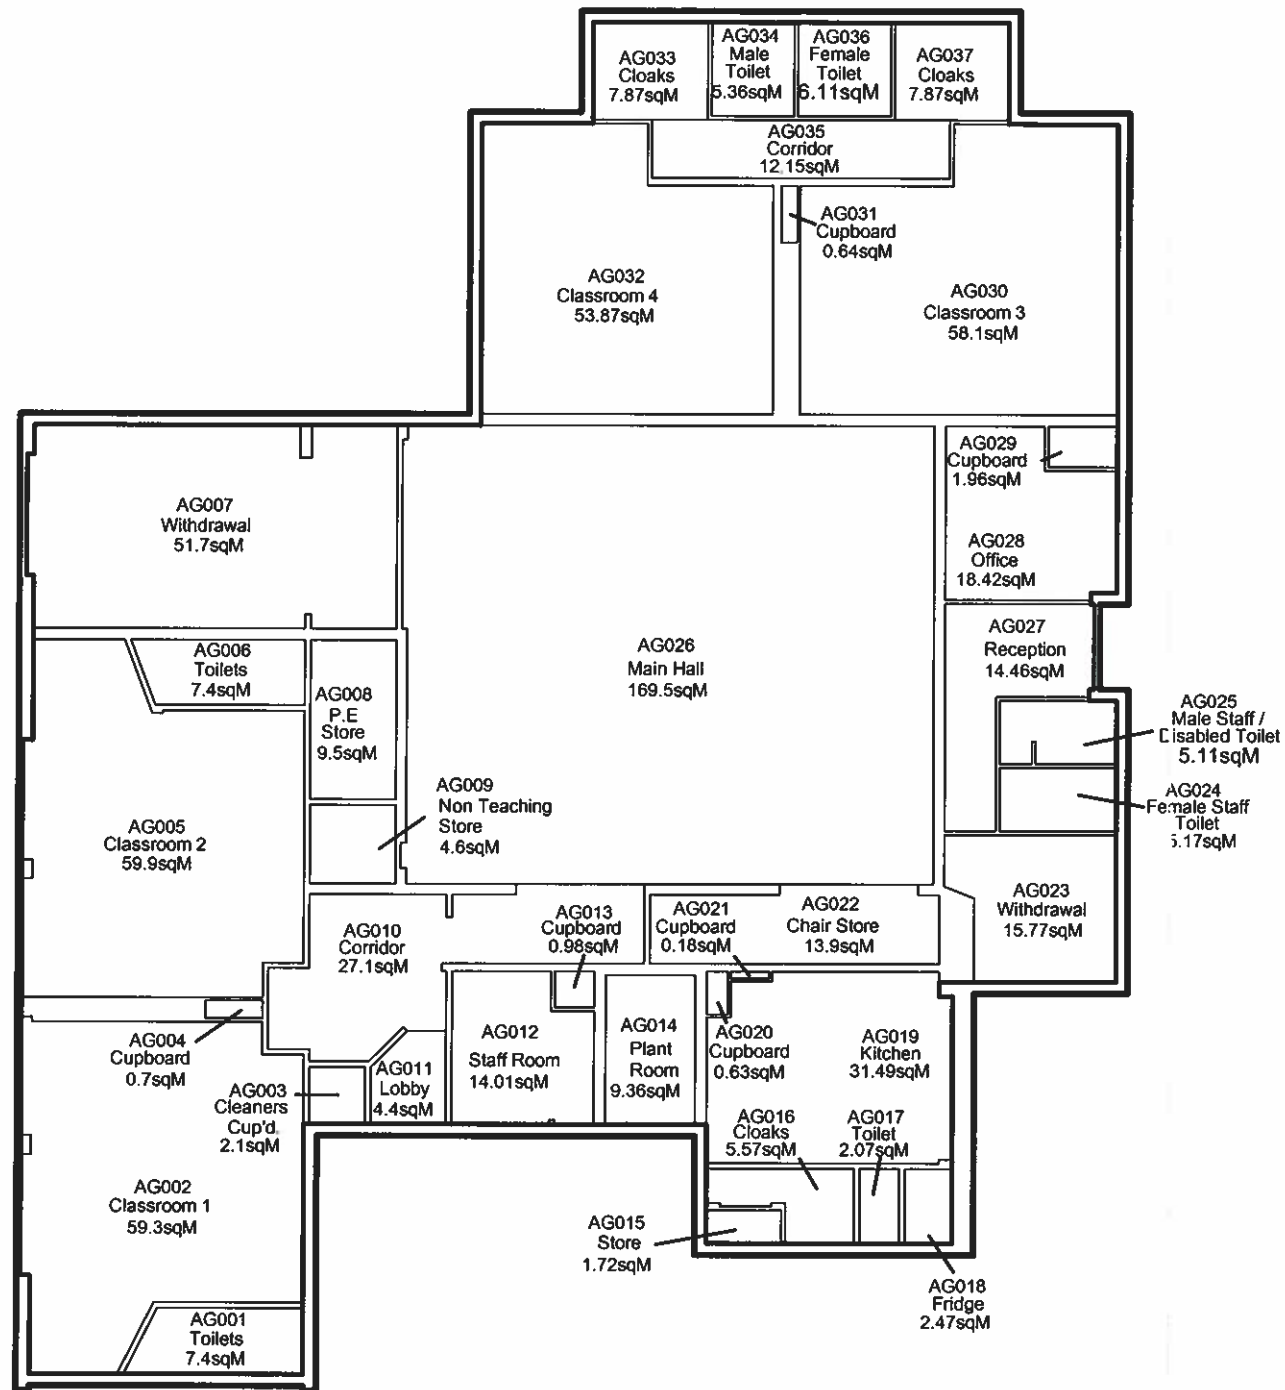 AG033
Cloaks
7.87sqM
AG034
Male
Toilet
5.36sqM
AG036
Female
Toilet
6.11sqM
AG037
Cloaks
7.87sqM
AG035
Corridor
12.15sqM
AG031
Cupboard
0.64sqM
AG032
Classroom 4
53.87sqM
AG030
Classroom 3
58.1sqM
AG029
Cupboard
1.96sqM
AG007
Withdrawal
51.7sqM
AG028
Office
18.42sqM
AG026
Main Hall
169.5sqM
AG027
Reception
14.46sqM
AG006
Toilets
7.4sqM
AG008
P.E
Store
9.5sqM
AG025
Male Staff /
Disabled Toilet
5.11sqM
AG009
Non Teaching
Store
4.6sqM
AG024
Female Staff
Toilet
5.17sqM
AG005
Classroom 2
59.9sqM
AG023
Withdrawal
15.77sqM
AG010
Corridor
27.1sqM
AG013
Cupboard
0.98sqM
AG021
Cupboard
0.18sqM
AG022
Chair Store
13.9sqM
AG004
Cupboard
0.7sqM
AG012
Staff Room
14.01sqM
AG014
Plant
Room
9.36sqM
AG020
Cupboard
0.63sqM
AG019
Kitchen
31.49sqM
AG011
Lobby
4.4sqM
AG003
Cleaners
Cup'd
2.1sqM
AG016
Cloaks
5.57sqM
AG017
Toilet
2.07sqM
AG002
Classroom 1
59.3sqM
AG015
Store
1.72sqM
AG018
Fridge
2.47sqM
AG001
Toilets
7.4sqM